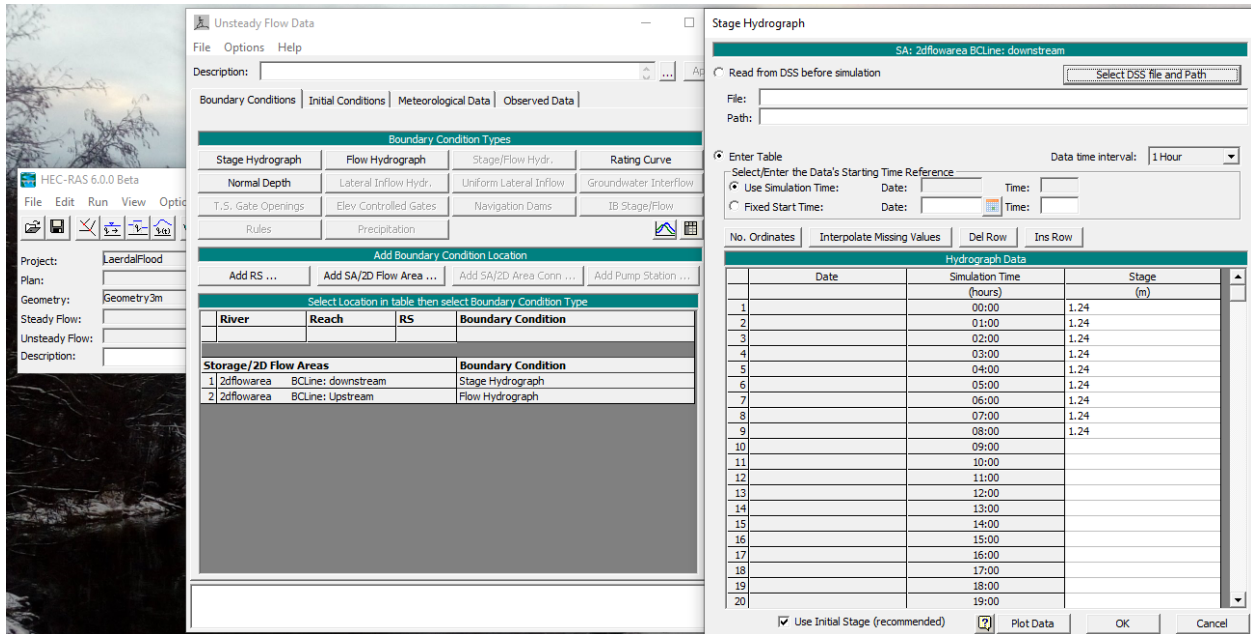 Unsteady Flow Data
File Options Help
Description:
...
Ap
Boundary Conditions Initial Conditions Meteorological Data Observed Data
Boundary Condition Types
Stage Hydrograph Flow Hydrograph Stage/Flow Hydr. Rating Curve
Normal Depth Lateral Inflow Hydr. Uniform Lateral Inflow Groundwater Interflow
T.S. Gate Openings Elev Controlled Gates Navigation Dams IB Stage/Flow
Rules Precipitation
Add Boundary Condition Location
Add RS ... Add SA/2D Flow Area ... Add SA/2D Area Conn ... Add Pump Station ...
Select Location in table then select Boundary Condition Type
River Reach RS Boundary Condition
Storage/2D Flow Areas Boundary Condition
1 2dflowarea BCLine: downstream Stage Hydrograph
2 2dflowarea BCLine: Upstream Flow Hydrograph
HEC-RAS 6.0.0 Beta
File Edit Run View Optic
Project: LaerdalFlood
Plan:
Geometry: Geometry3m
Steady Flow:
Unsteady Flow:
Description:
Stage Hydrograph
SA: 2dflowarea BCLine: downstream
Read from DSS before simulation Select DSS file and Path
File:
Path:
Enter Table Data time interval: 1 Hour
Select/Enter the Data's Starting Time Reference
Use Simulation Time: Date: Time:
Fixed Start Time: Date: Time:
No. Ordinates Interpolate Missing Values Del Row Ins Row
Hydrograph Data
Date Simulation Time Stage
(hours) (m)
1 00:00 1.24
2 01:00 1.24
3 02:00 1.24
4 03:00 1.24
5 04:00 1.24
6 05:00 1.24
7 06:00 1.24
8 07:00 1.24
9 08:00 1.24
10 09:00
11 10:00
12 11:00
13 12:00
14 13:00
15 14:00
16 15:00
17 16:00
18 17:00
19 18:00
20 19:00
Use Initial Stage (recommended) ? Plot Data OK Cancel